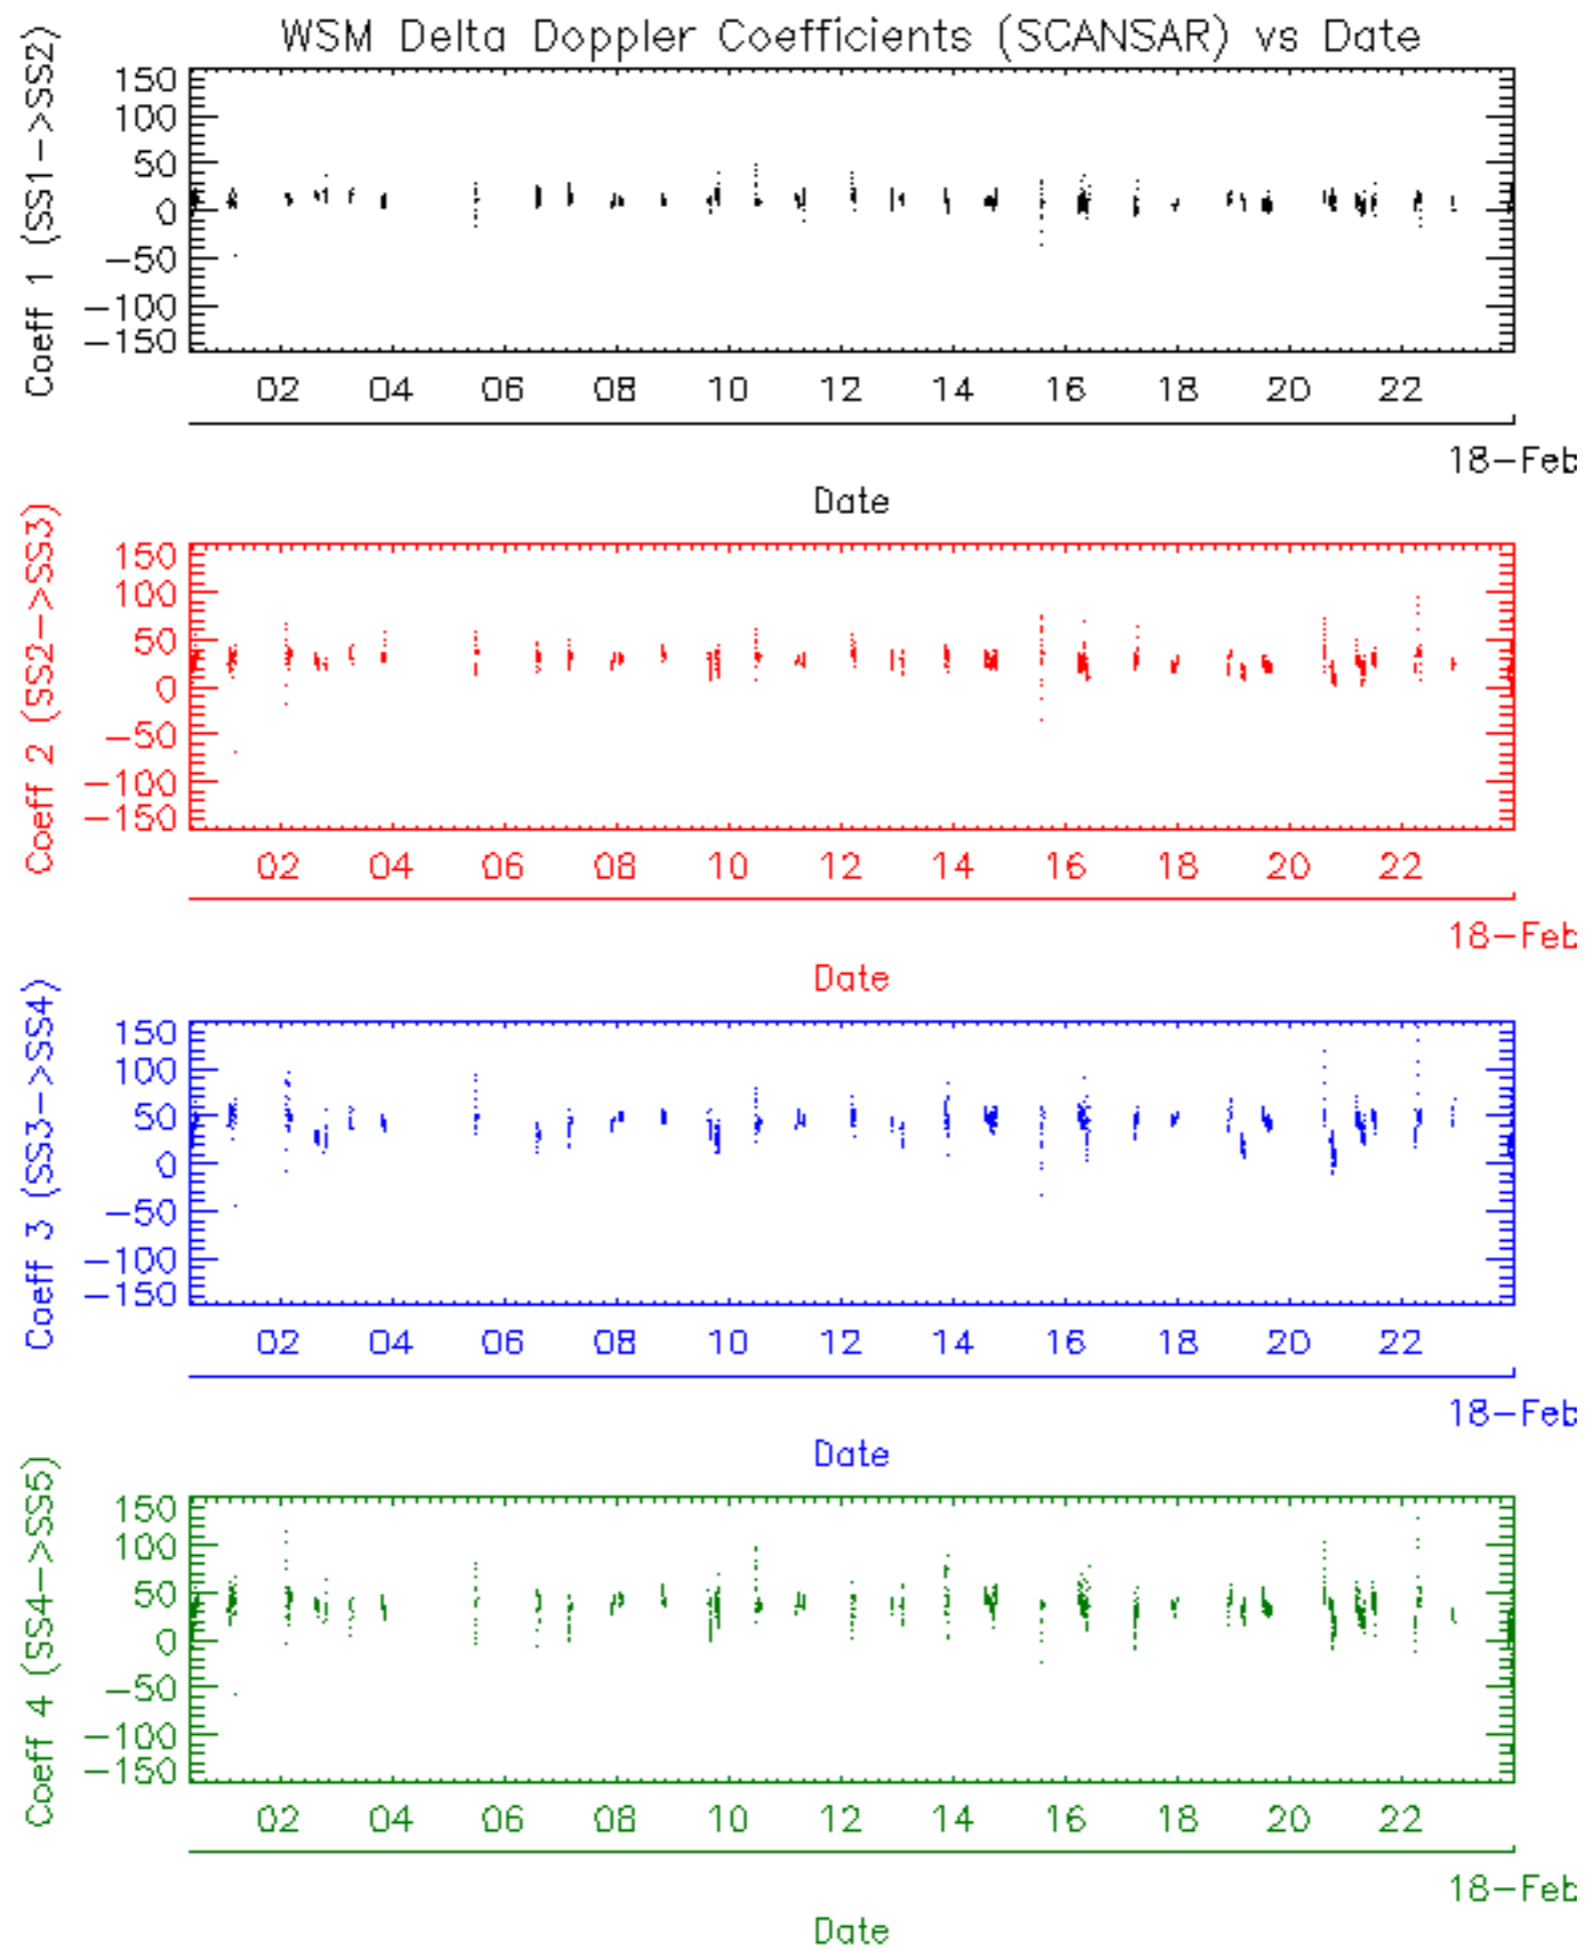 WSM Delta Doppler Coefficients (SCANSAR) vs Date
Coeff 1 (SS1->SS2)
150
100
50
0
-50
-100
-150
02 04 06 08 10 12 14 16 18 20 22
18-Feb
Date
Coeff 2 (SS2->SS3)
150
100
50
0
-50
-100
-150
02 04 06 08 10 12 14 16 18 20 22
18-Feb
Date
Coeff 3 (SS3->SS4)
150
100
50
0
-50
-100
-150
02 04 06 08 10 12 14 16 18 20 22
18-Feb
Date
Coeff 4 (SS4->SS5)
150
100
50
0
-50
-100
-150
02 04 06 08 10 12 14 16 18 20 22
18-Feb
Date